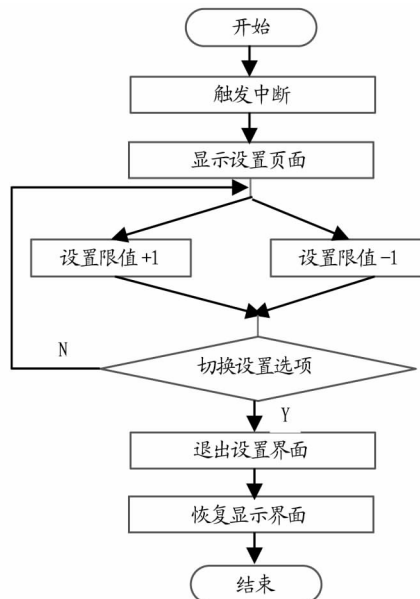 开始
触发中断
显示设置页面
设置限值+1
设置限值-1
N
切换设置选项
Y
退出设置界面
恢复显示界面
结束